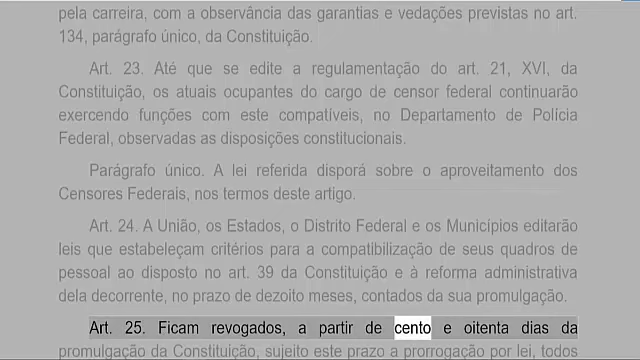 pela carreira, com a observância das garantias e vedações previstas no art.
134, parágrafo único, da Constituição.
Art. 23. Até que se edite a regulamentação do art. 21, XVI, da
Constituição, os atuais ocupantes do cargo de censor federal continuarão
exercendo funções com este compatíveis, no Departamento de Polícia
Federal, observadas as disposições constitucionais.
Parágrafo único. A lei referida disporá sobre o aproveitamento dos
Censores Federais, nos termos deste artigo.
Art. 24. A União, os Estados, o Distrito Federal e os Municípios editarão
leis que estabeleçam critérios para a compatibilização de seus quadros de
pessoal ao disposto no art. 39 da Constituição e à reforma administrativa
dela decorrente, no prazo de dezoito meses, contados da sua promulgação.
Art. 25. Ficam revogados, a partir de cento e oitenta dias da
promulgação da Constituição, sujeito este prazo a prorrogação por lei, todos